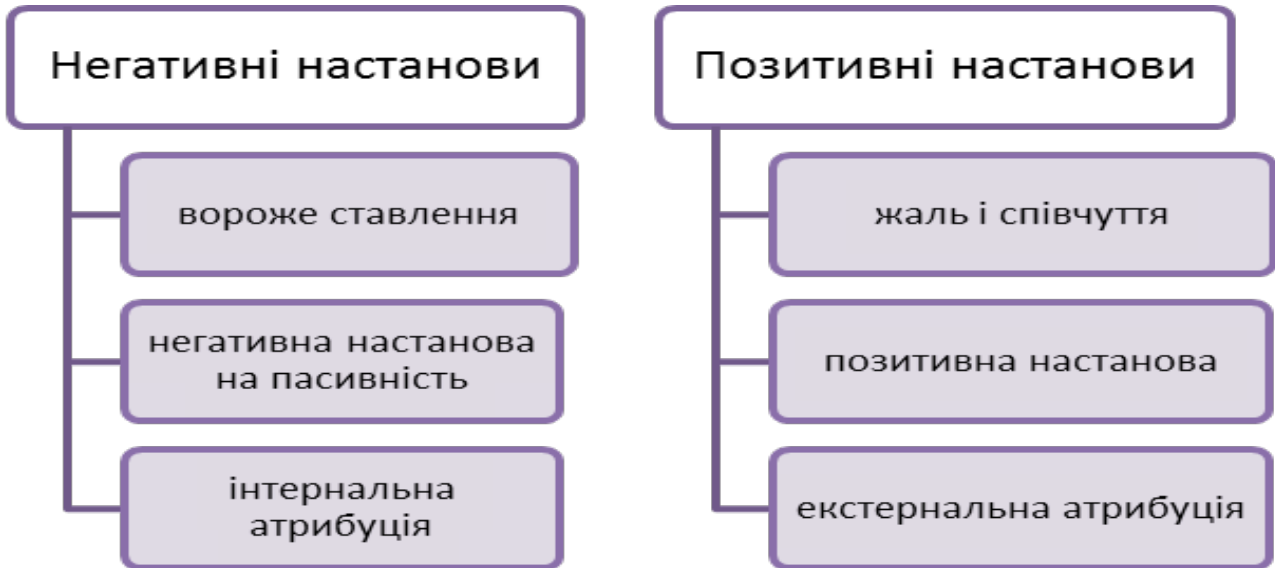 Негативні настанови
вороже ставлення
негативна настанова
на пасивність
інтернальна
атрибуція
Позитивні настанови
жаль і співчуття
позитивна настанова
екстернальна атрибуція